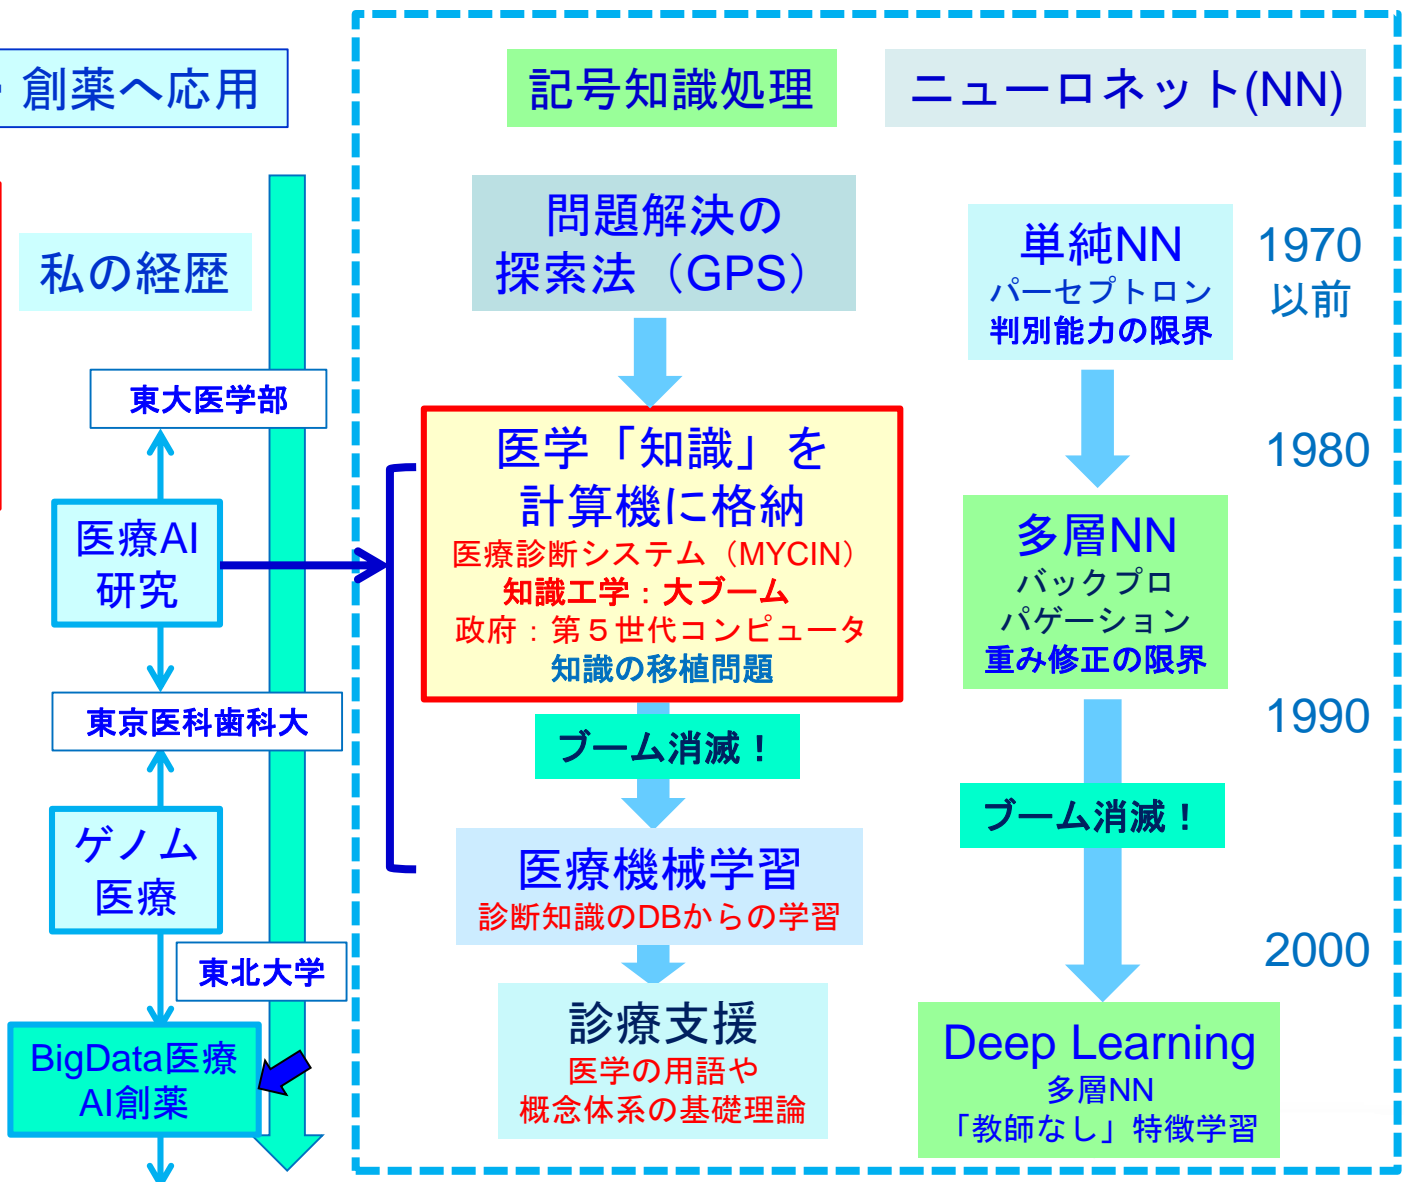 ・創薬へ応用
記号知識処理
ニューロネット(NN)
私の経歴
東大医学部
医療AI
研究
東京医科歯科大
ゲノム
医療
東北大学
BigData医療
AI創薬
問題解決の
探索法（GPS）
医学「知識」を
計算機に格納
医療診断システム（MYCIN）
知識工学：大ブーム
政府：第５世代コンピュータ
知識の移植問題
ブーム消滅！
医療機械学習
診断知識のDBからの学習
診療支援
医学の用語や
概念体系の基礎理論
単純NN
パーセプトロン
判別能力の限界
多層NN
バックプロ
パゲーション
重み修正の限界
ブーム消滅！
Deep Learning
多層NN
「教師なし」特徴学習
1970
以前
1980
1990
2000